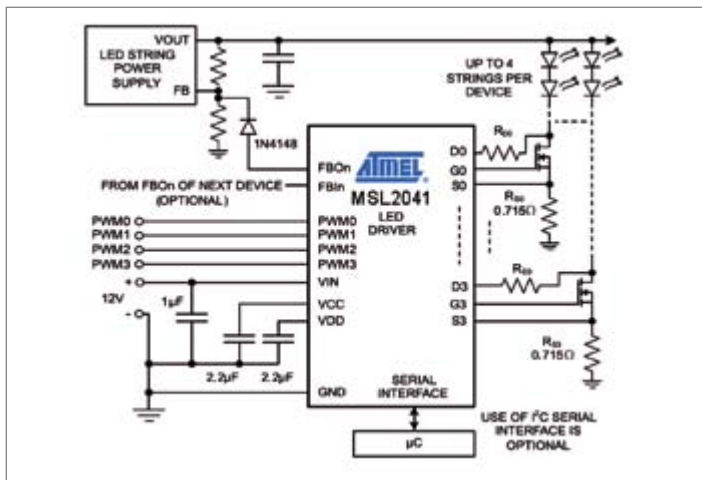 VOUT
LED STRING
POWER
SUPPLY
FB
UP TO 4
STRINGS PER
DEVICE
1N4148
FBOn
FBIn
FROM FBOn OF NEXT DEVICE
(OPTIONAL)
ATMEL
MSL2041
LED
DRIVER
D0
G0
S0
0.715Ω
PWM0
PWM1
PWM2
PWM3
PWM0
PWM1
PWM2
PWM3
+
12V
-
1µF
VIN
VCC
VDD
2.2µF
2.2µF
GND
D3
G3
S3
0.715Ω
SERIAL
INTERFACE
µC
USE OF I²C SERIAL
INTERFACE IS
OPTIONAL